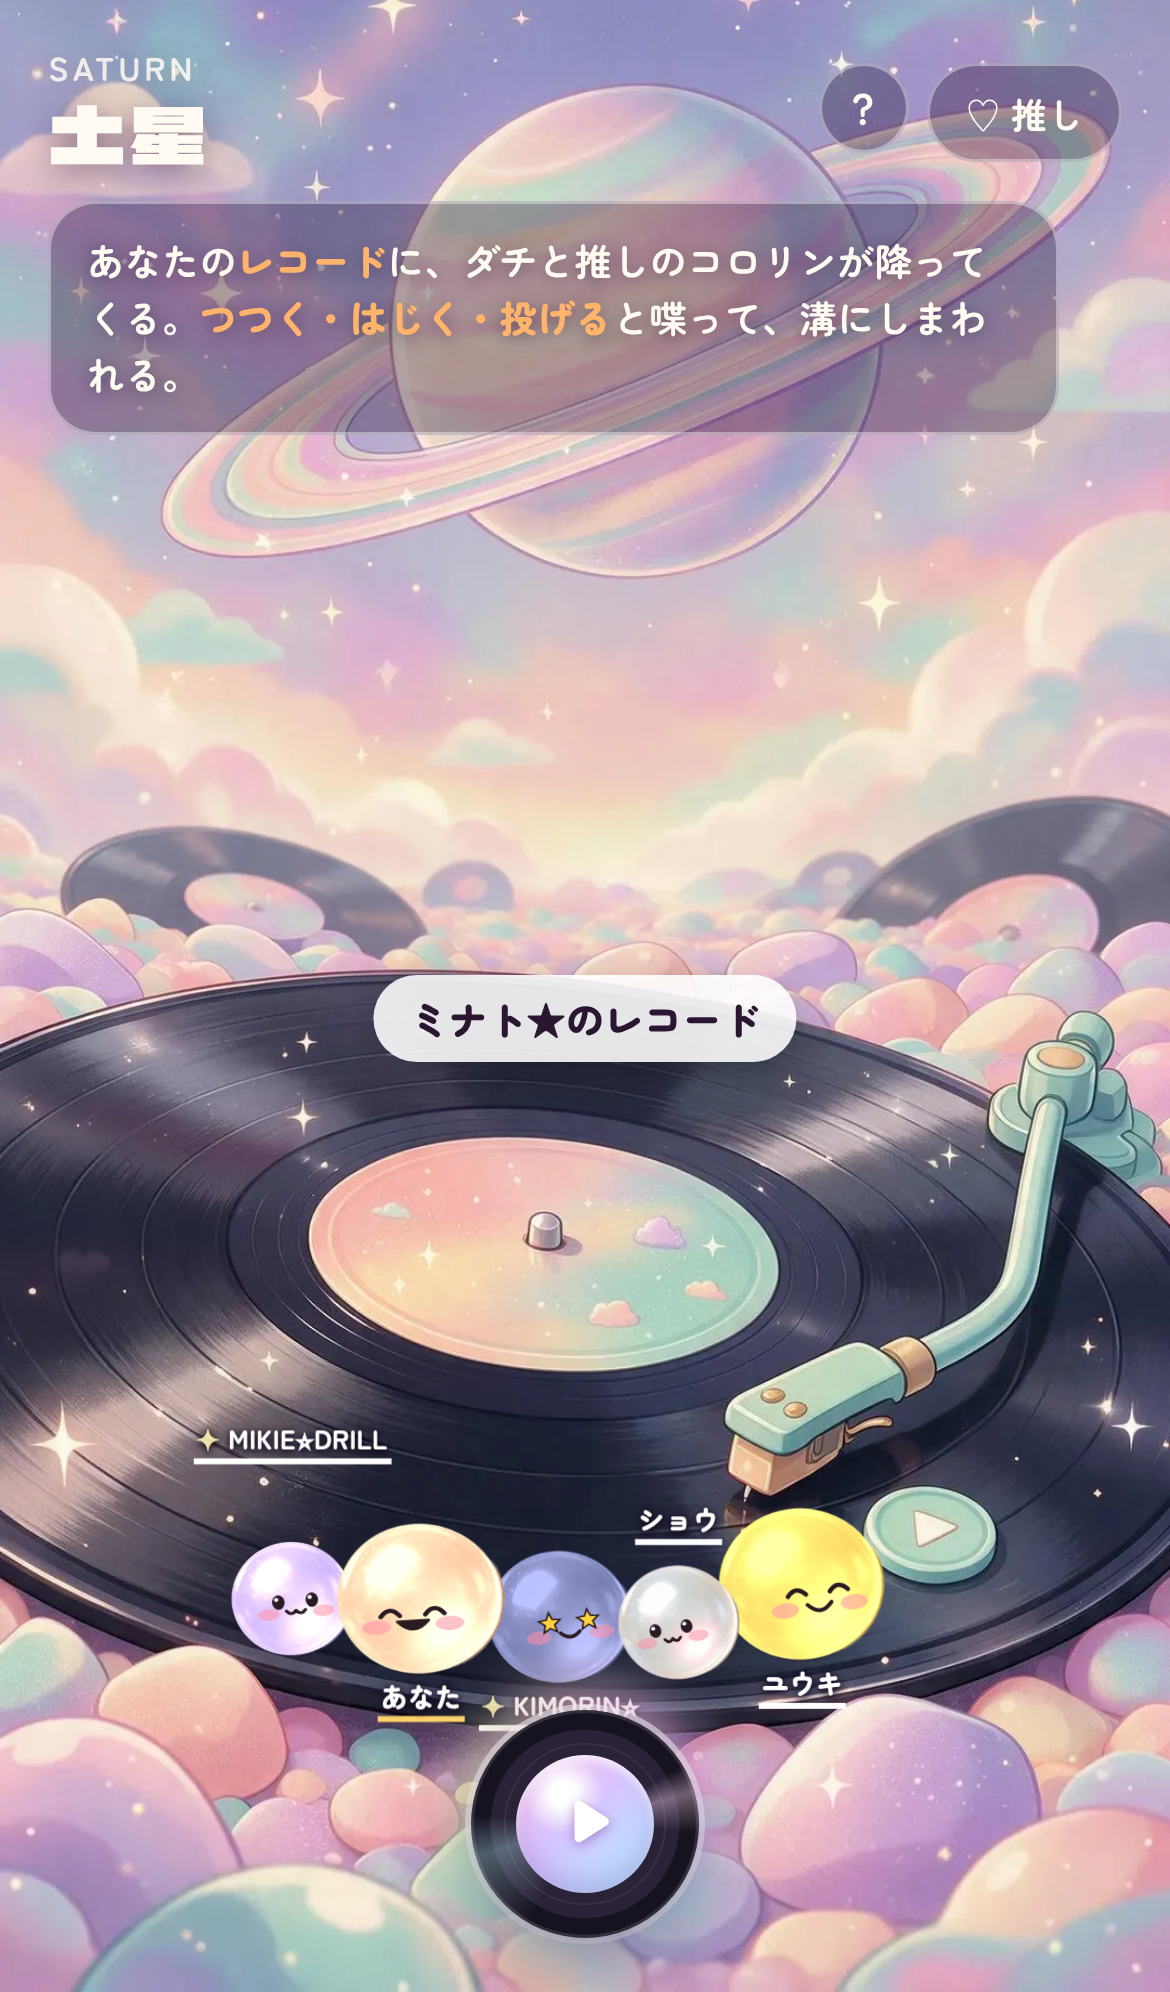 SATURN
土星
?
♡ 推し
あなたのレコードに、ダチと推しのコロリンが降って
くる。つつく・はじく・投げると喋って、溝にしまわ
れる。
ミナト★のレコード
✦ MIKIE★DRILL
ショウ
あなた
✦ KIMORIN★
ユウキ